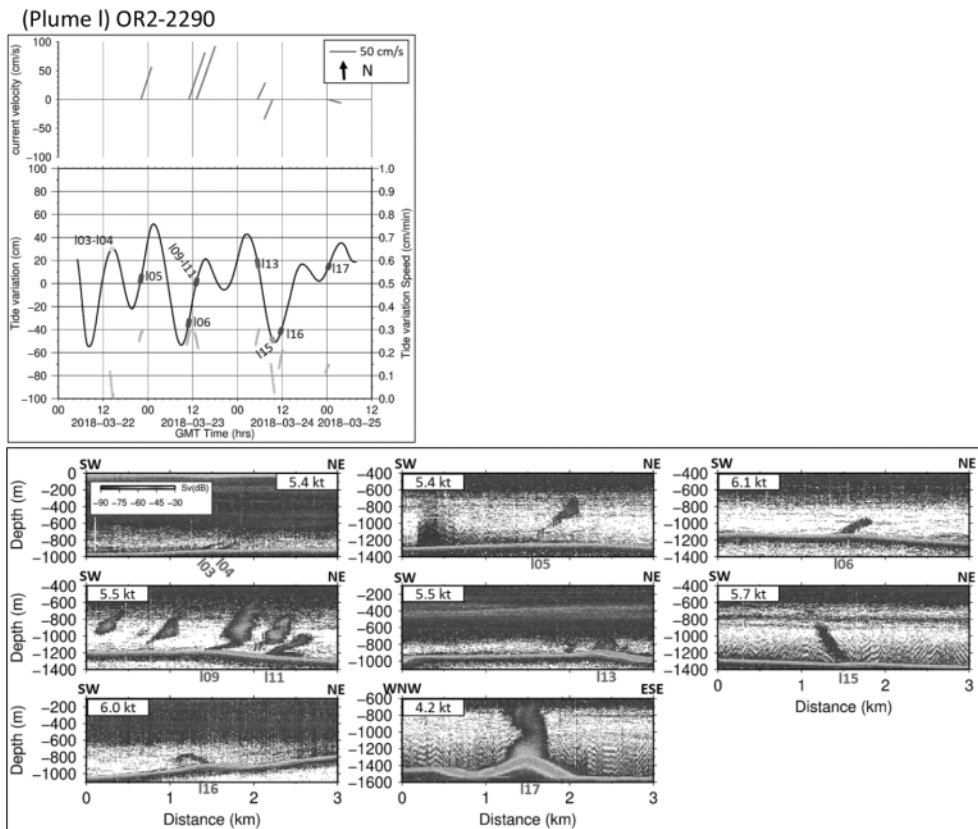 (Plume l) OR2-2290
100
50
0
−50
−100
current velocity (cm/s)
50 cm/s
N
100
80
60
40
20
0
−20
−40
−60
−80
−100
Tide variation (cm)
1.0
0.9
0.8
0.7
0.6
0.5
0.4
0.3
0.2
0.1
0.0
Tide variation Speed (cm/min)
l03-l04
l05
l09-l11
l06
l13
l15
l16
l17
00 12 00 12 00 12 00 12
2018−03−22 2018−03−23 2018−03−24 2018−03−25
GMT Time (hrs)
SW NE
5.4 kt
Sv(dB)
−90 −75 −60 −45 −30
0
−200
−400
−600
−800
−1000
Depth (m)
l03 l04
SW NE
5.4 kt
−400
−600
−800
−1000
−1200
−1400
l05
SW NE
6.1 kt
−400
−600
−800
−1000
−1200
−1400
l06
SW NE
5.5 kt
−400
−600
−800
−1000
−1200
−1400
Depth (m)
l09 l11
SW NE
5.5 kt
−200
−400
−600
−800
−1000
l13
SW NE
5.7 kt
−400
−600
−800
−1000
−1200
−1400
l15
0 1 2 3
Distance (km)
SW NE
6.0 kt
−200
−400
−600
−800
−1000
Depth (m)
l16
0 1 2 3
Distance (km)
WNW ESE
4.2 kt
−600
−800
−1000
−1200
−1400
−1600
l17
0 1 2 3
Distance (km)